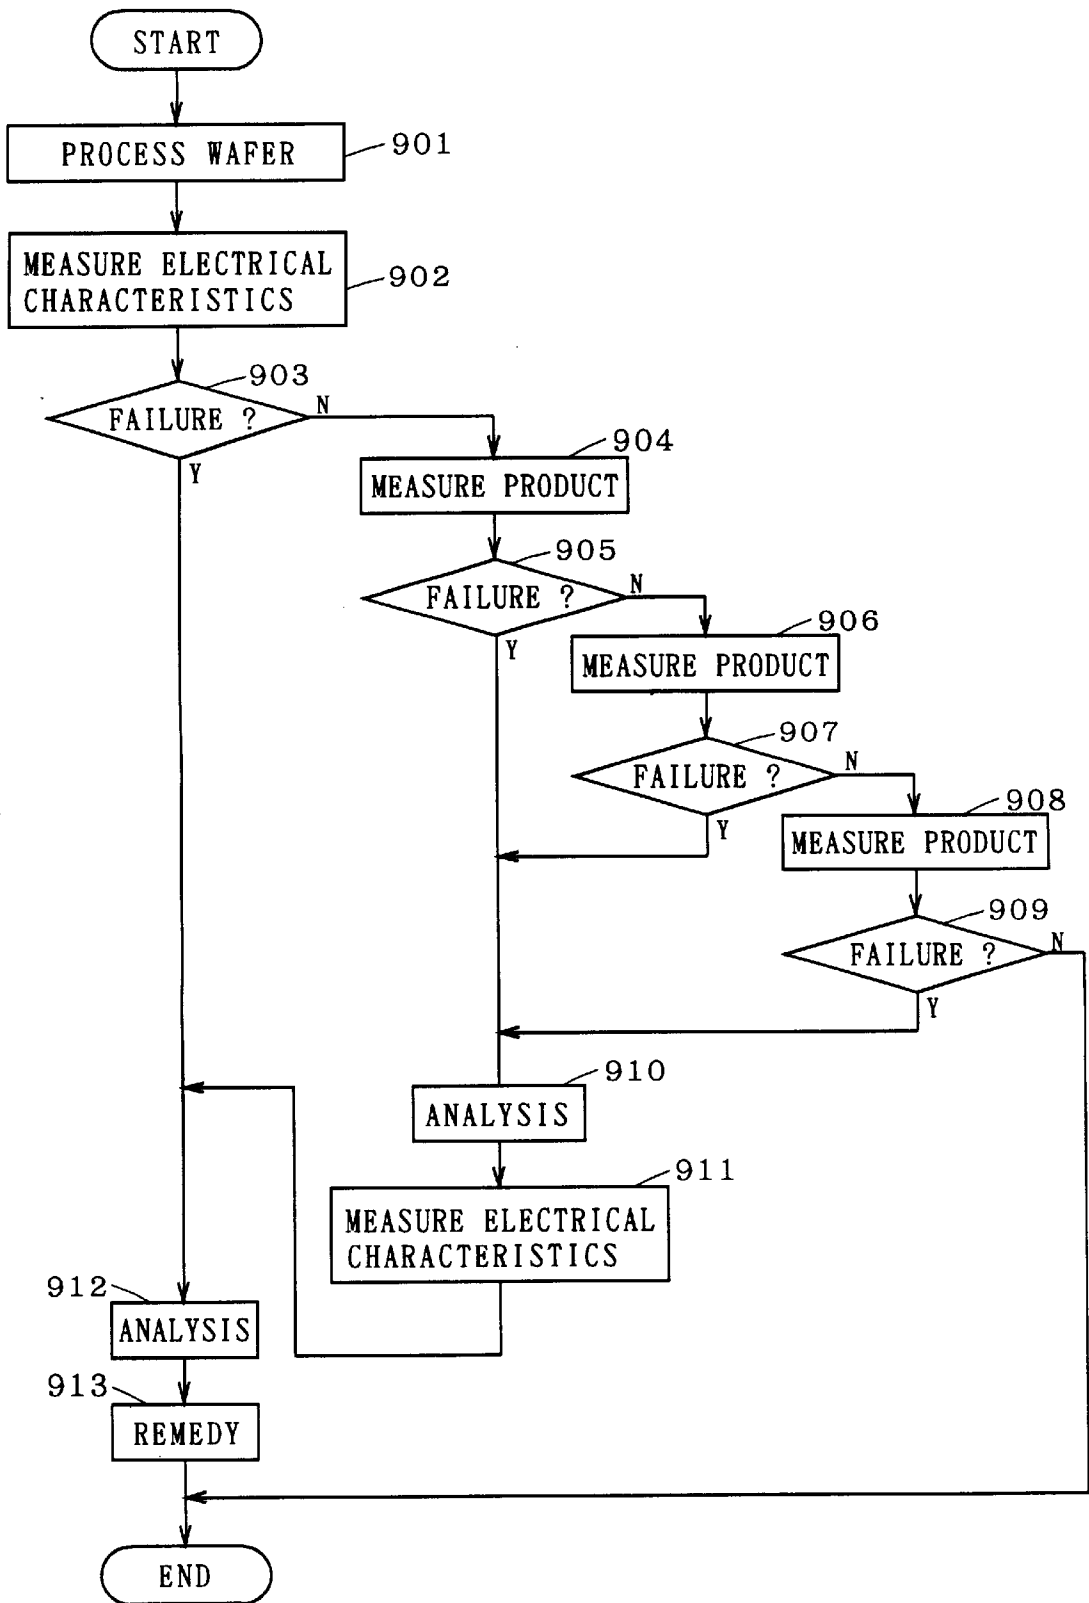 START
PROCESS WAFER
901
MEASURE ELECTRICAL
CHARACTERISTICS
902
903
FAILURE ?
N
Y
904
MEASURE PRODUCT
905
FAILURE ?
N
Y
906
MEASURE PRODUCT
907
FAILURE ?
N
Y
908
MEASURE PRODUCT
909
FAILURE ?
N
Y
910
ANALYSIS
911
MEASURE ELECTRICAL
CHARACTERISTICS
912
ANALYSIS
913
REMEDY
END